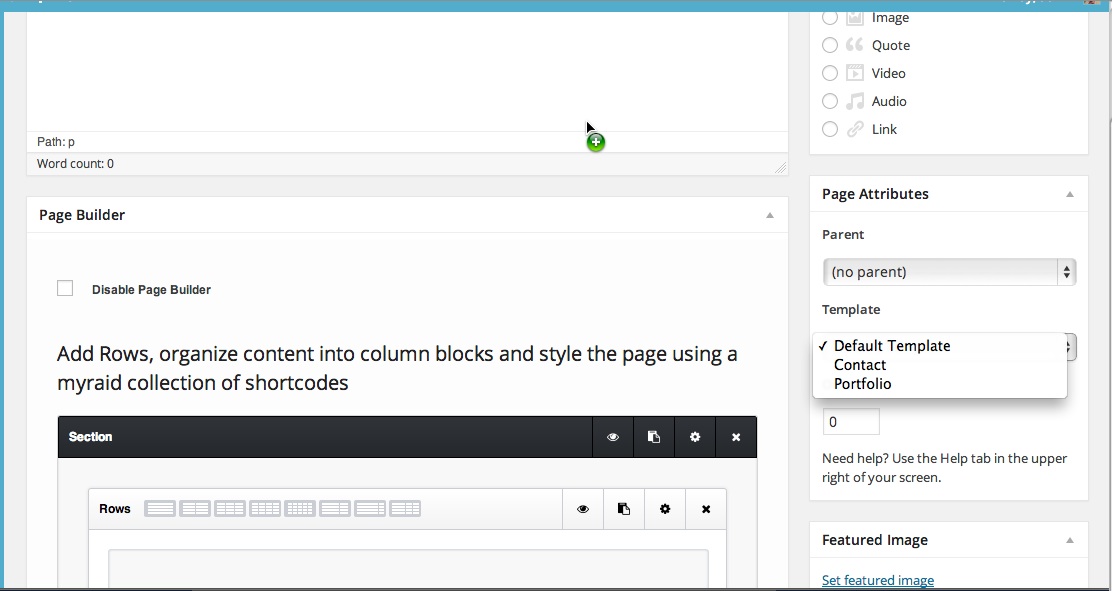 Image
Quote
Video
Audio
Link
Path: p
Word count: 0
Page Builder
Disable Page Builder
Add Rows, organize content into column blocks and style the page using a
myraid collection of shortcodes
Section
Rows
Page Attributes
Parent
(no parent)
Template
✓ Default Template
Contact
Portfolio
0
Need help? Use the Help tab in the upper
right of your screen.
Featured Image
Set featured image